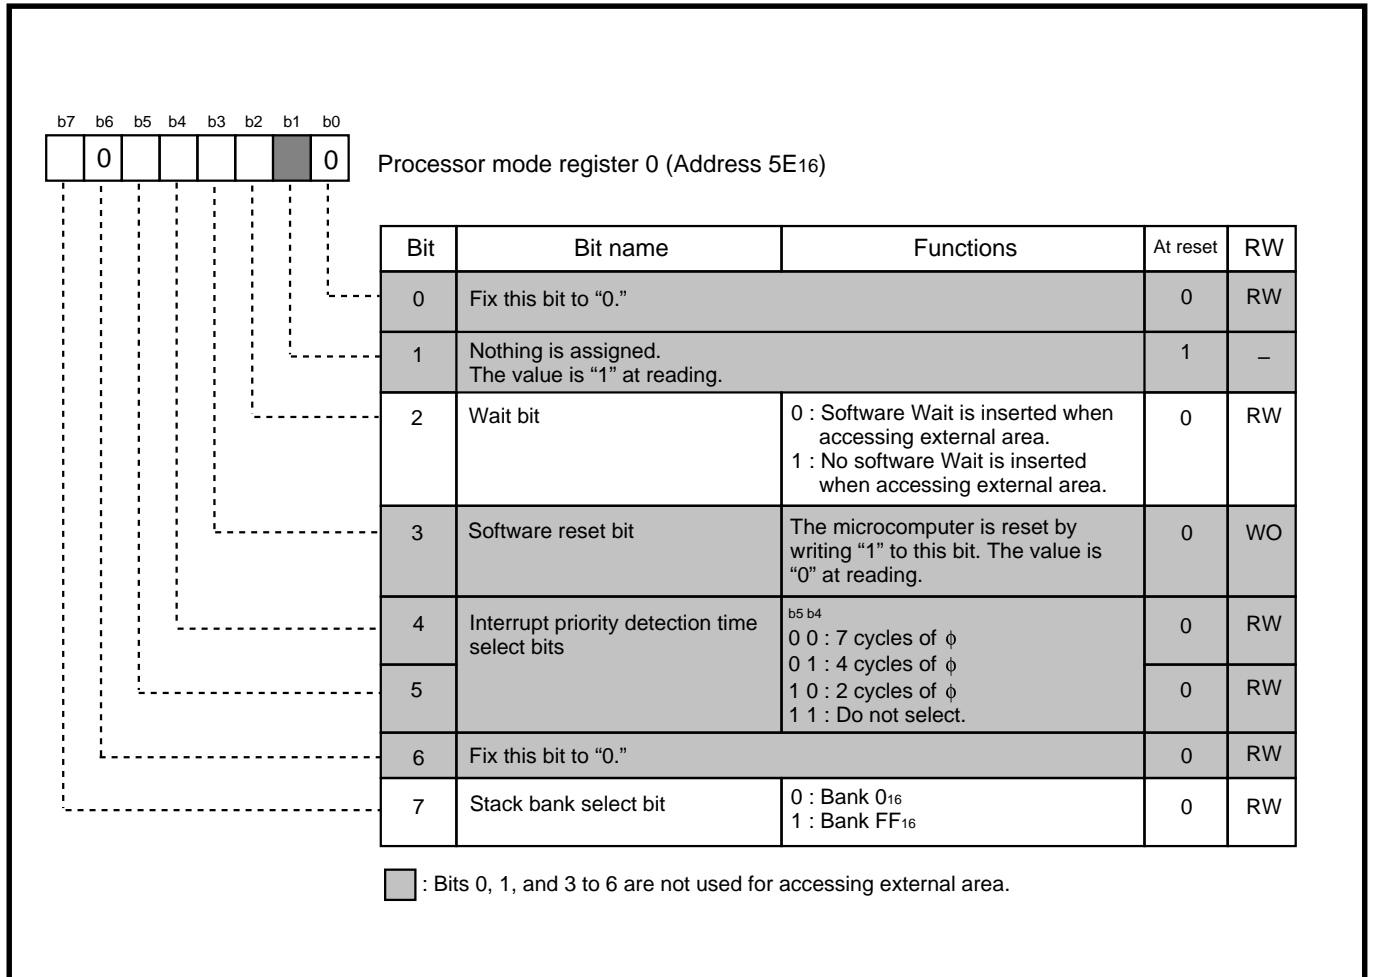 b7 b6 b5 b4 b3 b2 b1 b0
0 0
Processor mode register 0 (Address 5E16)
Bit Bit name Functions At reset RW
0 Fix this bit to “0.” 0 RW
1 Nothing is assigned. 1 –
The value is “1” at reading.
2 Wait bit 0 : Software Wait is inserted when 0 RW
accessing external area.
1 : No software Wait is inserted
when accessing external area.
3 Software reset bit The microcomputer is reset by 0 WO
writing “1” to this bit. The value is
“0” at reading.
b5 b4
4 Interrupt priority detection time 0 0 : 7 cycles of ϕ 0 RW
select bits 0 1 : 4 cycles of ϕ
5 1 0 : 2 cycles of ϕ 0 RW
1 1 : Do not select.
6 Fix this bit to “0.” 0 RW
7 Stack bank select bit 0 : Bank 016 0 RW
1 : Bank FF16
: Bits 0, 1, and 3 to 6 are not used for accessing external area.